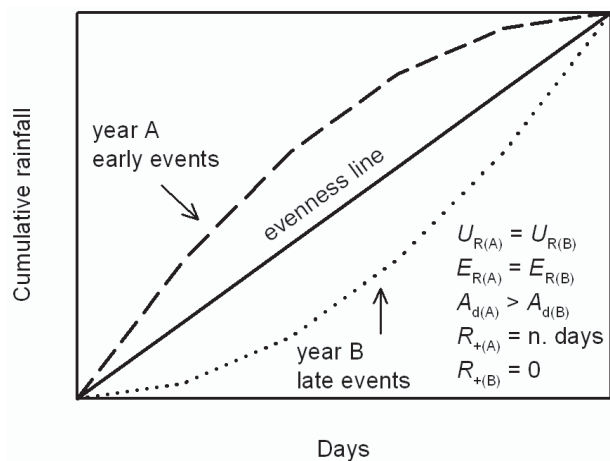 Cumulative rainfall
year A
early events
evenness line
year B
late events
U_R(A) = U_R(B)
E_R(A) = E_R(B)
A_d(A) > A_d(B)
R_+(A) = n. days
R_+(B) = 0
Days